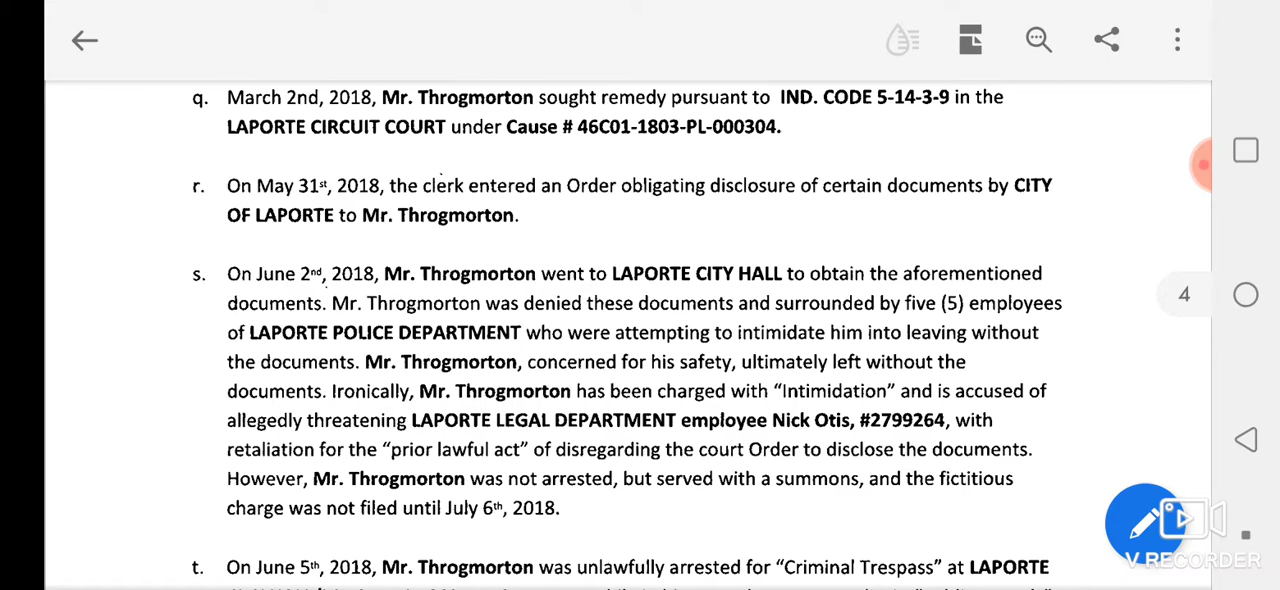 q. March 2nd, 2018, Mr. Throgmorton sought remedy pursuant to IND. CODE 5-14-3-9 in the
LAPORTE CIRCUIT COURT under Cause # 46C01-1803-PL-000304.
r. On May 31st, 2018, the clerk entered an Order obligating disclosure of certain documents by CITY
OF LAPORTE to Mr. Throgmorton.
s. On June 2nd, 2018, Mr. Throgmorton went to LAPORTE CITY HALL to obtain the aforementioned
documents. Mr. Throgmorton was denied these documents and surrounded by five (5) employees
of LAPORTE POLICE DEPARTMENT who were attempting to intimidate him into leaving without
the documents. Mr. Throgmorton, concerned for his safety, ultimately left without the
documents. Ironically, Mr. Throgmorton has been charged with “Intimidation” and is accused of
allegedly threatening LAPORTE LEGAL DEPARTMENT employee Nick Otis, #2799264, with
retaliation for the “prior lawful act” of disregarding the court Order to disclose the documents.
However, Mr. Throgmorton was not arrested, but served with a summons, and the fictitious
charge was not filed until July 6th, 2018.
t. On June 5th, 2018, Mr. Throgmorton was unlawfully arrested for “Criminal Trespass” at LAPORTE
4
V RECORDER